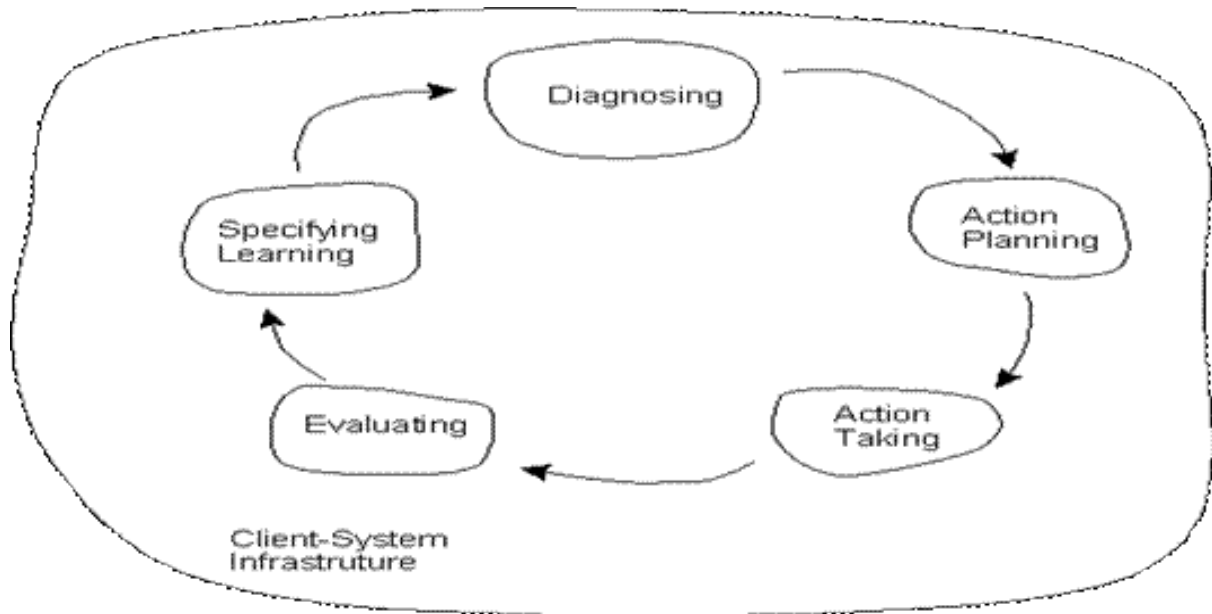 Diagnosing
Action
Planning
Action
Taking
Evaluating
Specifying
Learning
Client-System
Infrastruture